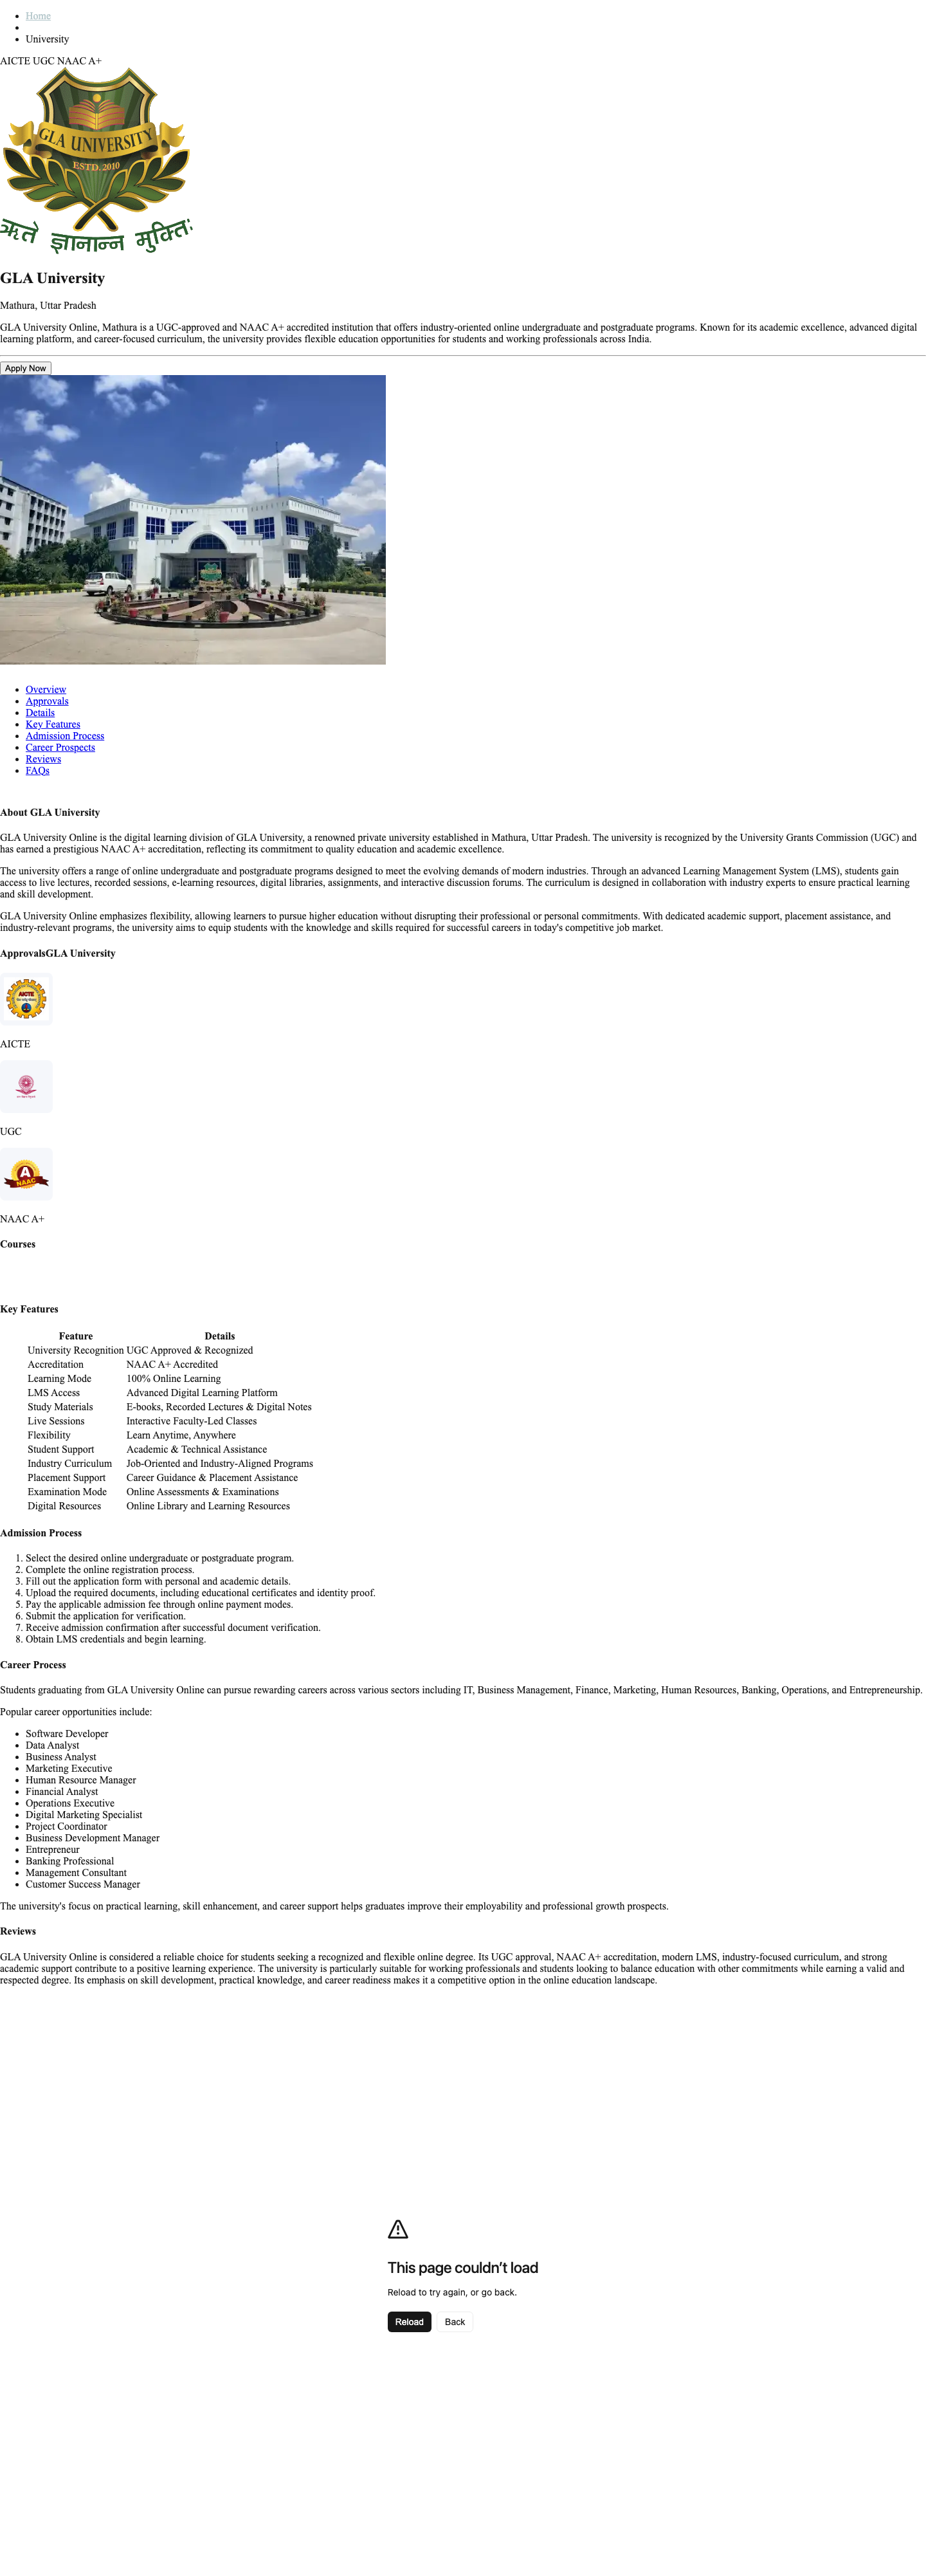 Home
University
AICTE UGC NAAC A+
GLA UNIVERSITY
ESTD.2010
ऋते ज्ञानान्न मुक्तिः
GLA University
Mathura, Uttar Pradesh
GLA University Online, Mathura is a UGC-approved and NAAC A+ accredited institution that offers industry-oriented online undergraduate and postgraduate programs. Known for its academic excellence, advanced digital
learning platform, and career-focused curriculum, the university provides flexible education opportunities for students and working professionals across India.
Apply Now
Overview
Approvals
Details
Key Features
Admission Process
Career Prospects
Reviews
FAQs
About GLA University
GLA University Online is the digital learning division of GLA University, a renowned private university established in Mathura, Uttar Pradesh. The university is recognized by the University Grants Commission (UGC) and
has earned a prestigious NAAC A+ accreditation, reflecting its commitment to quality education and academic excellence.
The university offers a range of online undergraduate and postgraduate programs designed to meet the evolving demands of modern industries. Through an advanced Learning Management System (LMS), students gain
access to live lectures, recorded sessions, e-learning resources, digital libraries, assignments, and interactive discussion forums. The curriculum is designed in collaboration with industry experts to ensure practical learning
and skill development.
GLA University Online emphasizes flexibility, allowing learners to pursue higher education without disrupting their professional or personal commitments. With dedicated academic support, placement assistance, and
industry-relevant programs, the university aims to equip students with the knowledge and skills required for successful careers in today's competitive job market.
ApprovalsGLA University
AICTE
AICTE
UGC
A
NAAC
NAAC A+
Courses
Key Features
Feature Details
University Recognition UGC Approved & Recognized
Accreditation NAAC A+ Accredited
Learning Mode 100% Online Learning
LMS Access Advanced Digital Learning Platform
Study Materials E-books, Recorded Lectures & Digital Notes
Live Sessions Interactive Faculty-Led Classes
Flexibility Learn Anytime, Anywhere
Student Support Academic & Technical Assistance
Industry Curriculum Job-Oriented and Industry-Aligned Programs
Placement Support Career Guidance & Placement Assistance
Examination Mode Online Assessments & Examinations
Digital Resources Online Library and Learning Resources
Admission Process
1. Select the desired online undergraduate or postgraduate program.
2. Complete the online registration process.
3. Fill out the application form with personal and academic details.
4. Upload the required documents, including educational certificates and identity proof.
5. Pay the applicable admission fee through online payment modes.
6. Submit the application for verification.
7. Receive admission confirmation after successful document verification.
8. Obtain LMS credentials and begin learning.
Career Process
Students graduating from GLA University Online can pursue rewarding careers across various sectors including IT, Business Management, Finance, Marketing, Human Resources, Banking, Operations, and Entrepreneurship.
Popular career opportunities include:
Software Developer
Data Analyst
Business Analyst
Marketing Executive
Human Resource Manager
Financial Analyst
Operations Executive
Digital Marketing Specialist
Project Coordinator
Business Development Manager
Entrepreneur
Banking Professional
Management Consultant
Customer Success Manager
The university's focus on practical learning, skill enhancement, and career support helps graduates improve their employability and professional growth prospects.
Reviews
GLA University Online is considered a reliable choice for students seeking a recognized and flexible online degree. Its UGC approval, NAAC A+ accreditation, modern LMS, industry-focused curriculum, and strong
academic support contribute to a positive learning experience. The university is particularly suitable for working professionals and students looking to balance education with other commitments while earning a valid and
respected degree. Its emphasis on skill development, practical knowledge, and career readiness makes it a competitive option in the online education landscape.
This page couldn't load
Reload to try again, or go back.
Reload
Back